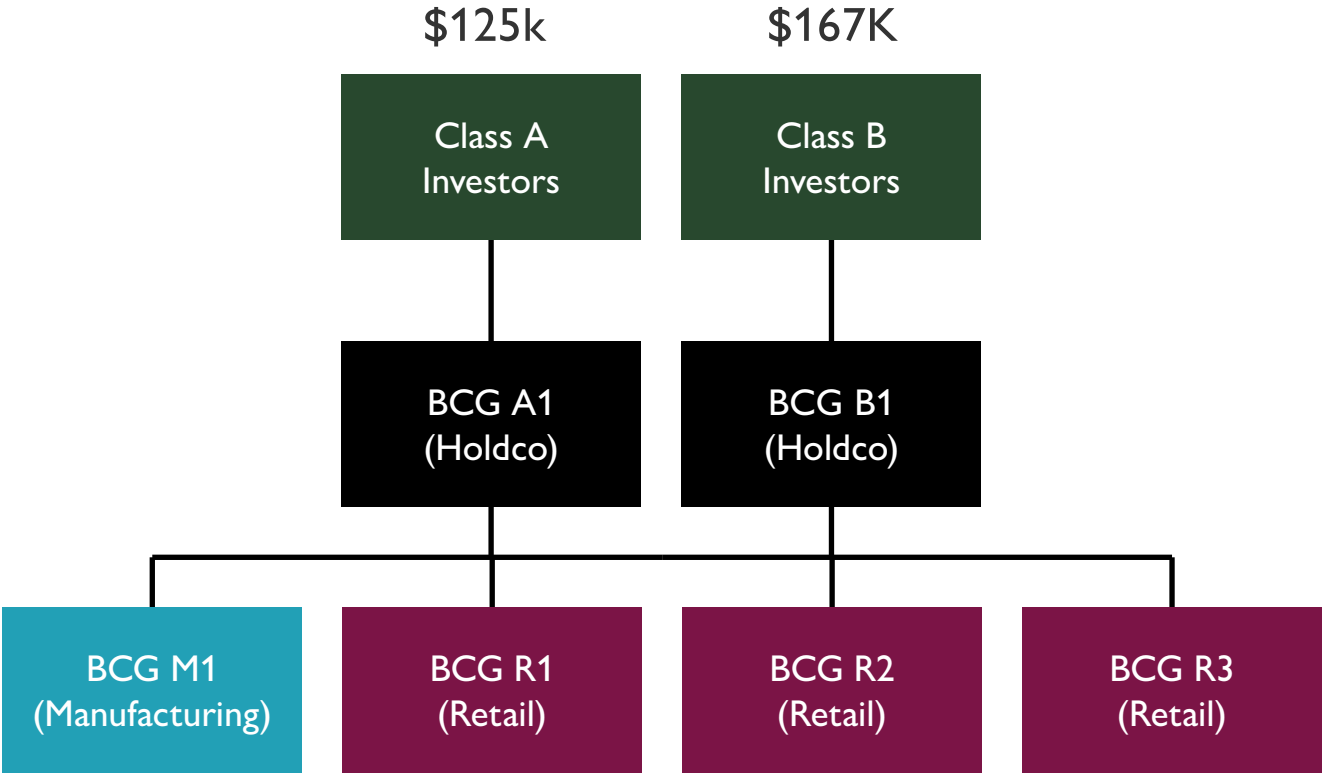 $125k
$167K
Class A
Investors
Class B
Investors
BCG A1
(Holdco)
BCG B1
(Holdco)
BCG M1
(Manufacturing)
BCG R1
(Retail)
BCG R2
(Retail)
BCG R3
(Retail)